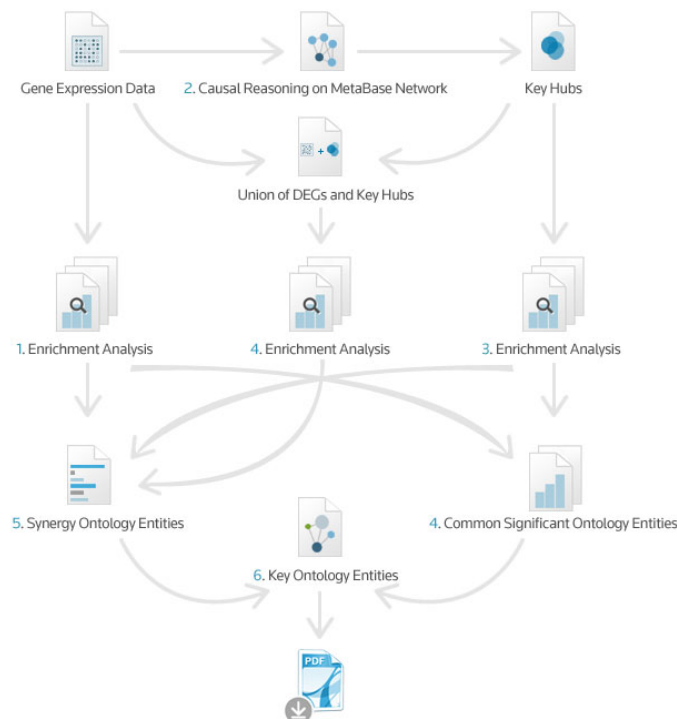 Gene Expression Data
2. Causal Reasoning on MetaBase Network
Key Hubs
+
Union of DEGs and Key Hubs
1. Enrichment Analysis
4. Enrichment Analysis
3. Enrichment Analysis
5. Synergy Ontology Entities
4. Common Significant Ontology Entities
6. Key Ontology Entities
PDF